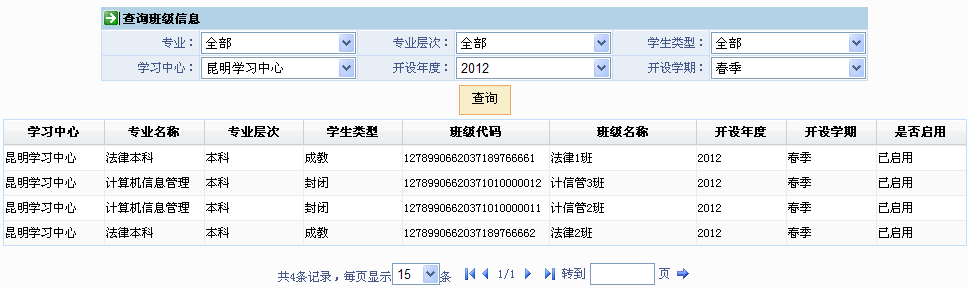 查询班级信息
专业： 全部 专业层次： 全部 学生类型： 全部
学习中心： 昆明学习中心 开设年度： 2012 开设学期： 春季
查询
学习中心 专业名称 专业层次 学生类型 班级代码 班级名称 开设年度 开设学期 是否启用
昆明学习中心 法律本科 本科 成教 1278990662037189766661 法律1班 2012 春季 已启用
昆明学习中心 计算机信息管理 本科 封闭 12789906620371010000012 计信管3班 2012 春季 已启用
昆明学习中心 计算机信息管理 本科 封闭 12789906620371010000011 计信管2班 2012 春季 已启用
昆明学习中心 法律本科 本科 成教 1278990662037189766662 法律2班 2012 春季 已启用
共4条记录，每页显示 15 条 1/1 转到 页